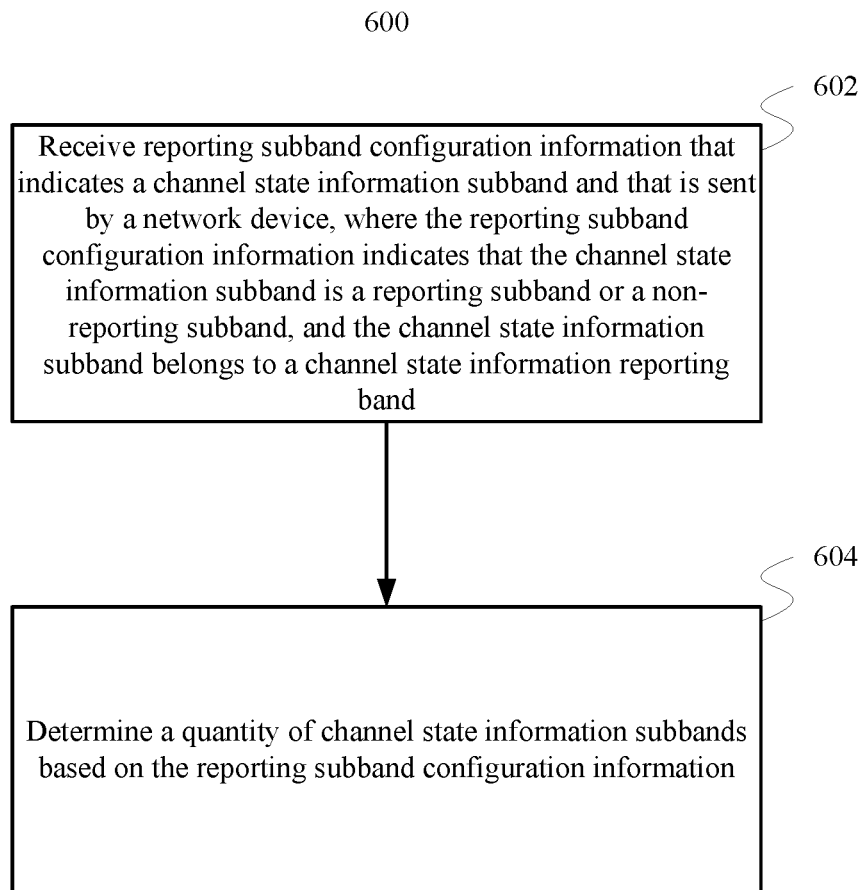 600
602
Receive reporting subband configuration information that
indicates a channel state information subband and that is sent
by a network device, where the reporting subband
configuration information indicates that the channel state
information subband is a reporting subband or a non-
reporting subband, and the channel state information
subband belongs to a channel state information reporting
band
604
Determine a quantity of channel state information subbands
based on the reporting subband configuration information